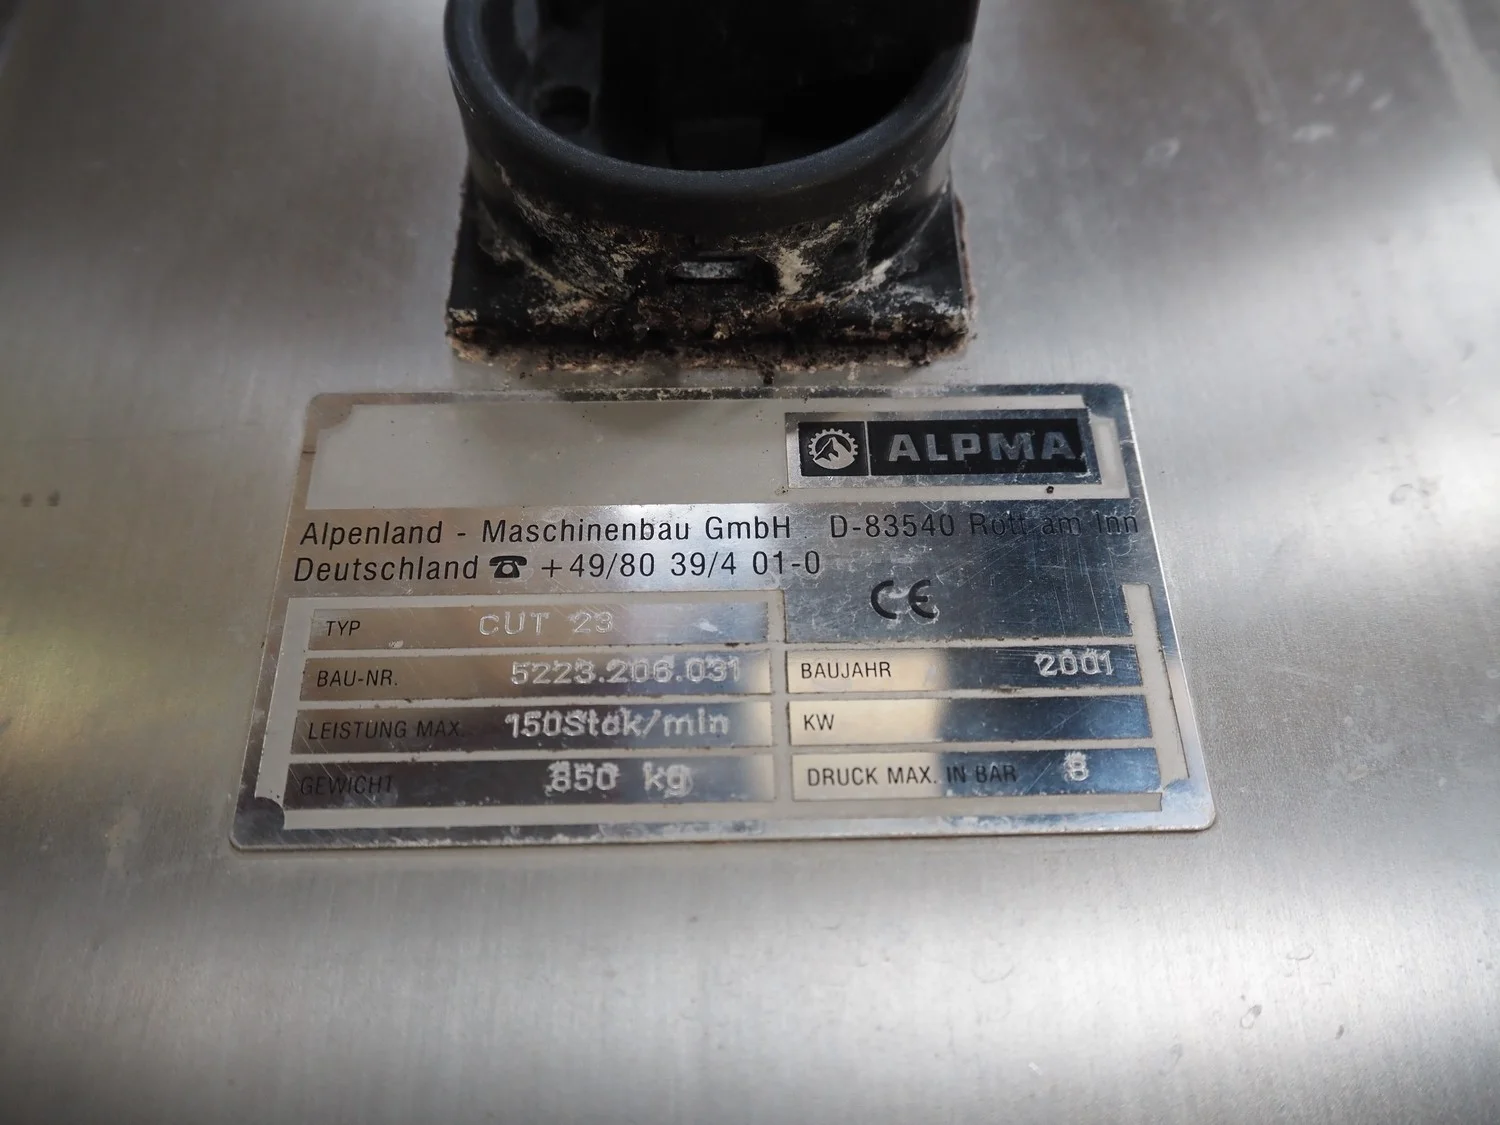 ALPMA
Alpenland - Maschinenbau GmbH D-83540 Rott am Inn
Deutschland ☎ +49/80 39/4 01-0
CE
TYP CUT 23
BAU-NR. 5223.206.031 BAUJAHR 2001
LEISTUNG MAX. 150Stck/min KW
GEWICHT 850 kg DRUCK MAX. IN BAR 8